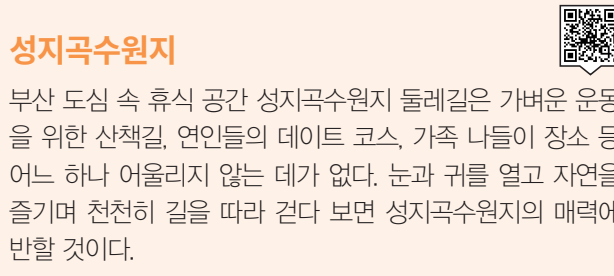 성지곡수원지
부산 도심 속 휴식 공간 성지곡수원지 둘레길은 가벼운 운동
을 위한 산책길, 연인들의 데이트 코스, 가족 나들이 장소 등
어느 하나 어울리지 않는 데가 없다. 눈과 귀를 열고 자연을
즐기며 천천히 길을 따라 걷다 보면 성지곡수원지의 매력에
반할 것이다.